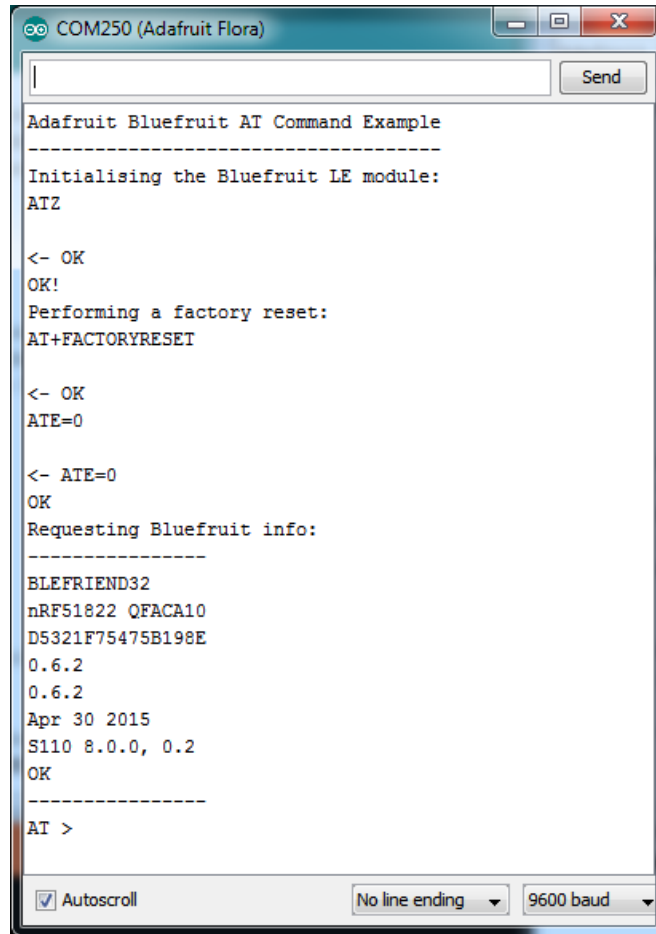 COM250 (Adafruit Flora)
Send
Adafruit Bluefruit AT Command Example
-------------------------------------
Initialising the Bluefruit LE module:
ATZ
<- OK
OK!
Performing a factory reset:
AT+FACTORYRESET
<- OK
ATE=0
<- ATE=0
OK
Requesting Bluefruit info:
----------------
BLEFRIEND32
nRF51822 QFACA10
D5321F75475B198E
0.6.2
0.6.2
Apr 30 2015
S110 8.0.0, 0.2
OK
----------------
AT >
Autoscroll No line ending 9600 baud